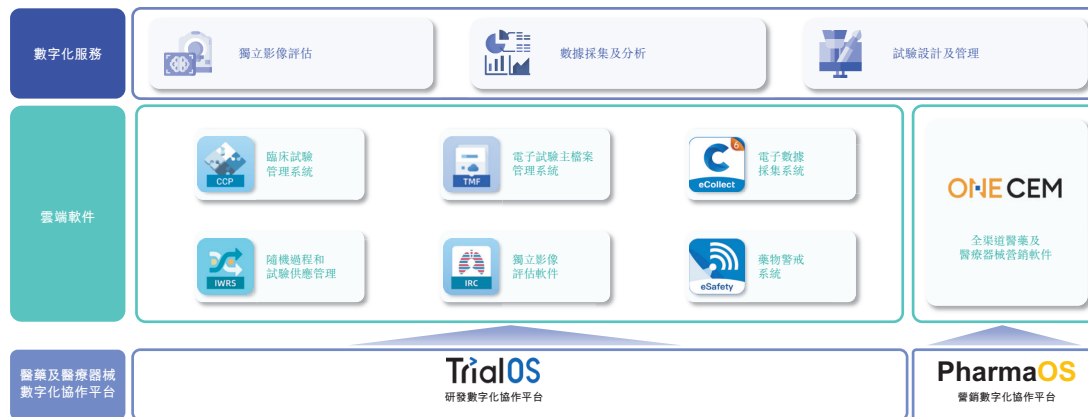 數字化服務
獨立影像評估
數據採集及分析
試驗設計及管理
雲端軟件
CCP
臨床試驗
管理系統
TMF
電子試驗主檔案
管理系統
6
eCollect
電子數據
採集系統
IWRS
隨機過程和
試驗供應管理
IRC
獨立影像
評估軟件
eSafety
藥物警戒
系統
ONE CEM
全渠道醫藥及
醫療器械營銷軟件
醫藥及醫療器械
數字化協作平台
TrialOS
研發數字化協作平台
PharmaOS
營銷數字化協作平台